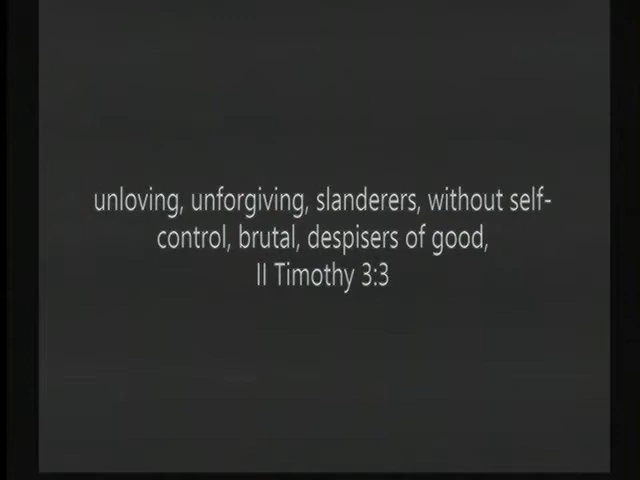 unloving, unforgiving, slanderers, without self-
control, brutal, despisers of good,
II Timothy 3:3